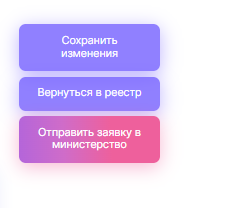 Сохранить
изменения
Вернуться в реестр
Отправить заявку в
министерство